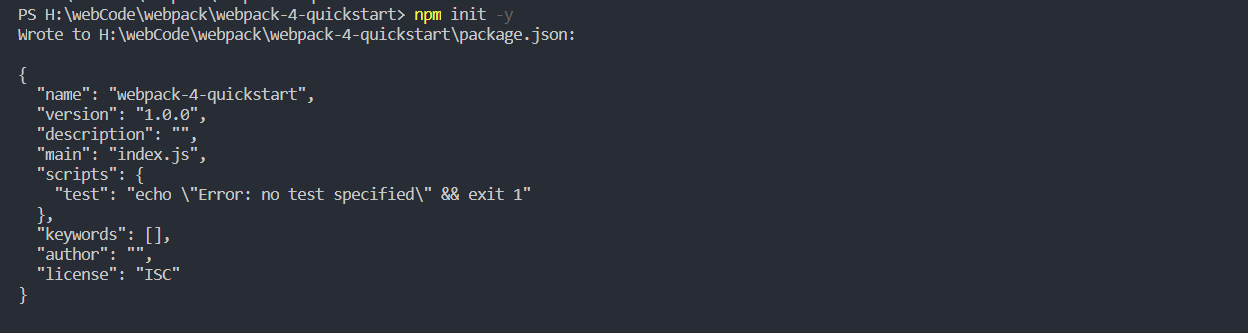 PS H:\webCode\webpack\webpack-4-quickstart> npm init -y
Wrote to H:\webCode\webpack\webpack-4-quickstart\package.json:
{
  "name": "webpack-4-quickstart",
  "version": "1.0.0",
  "description": "",
  "main": "index.js",
  "scripts": {
    "test": "echo \"Error: no test specified\" && exit 1"
  },
  "keywords": [],
  "author": "",
  "license": "ISC"
}